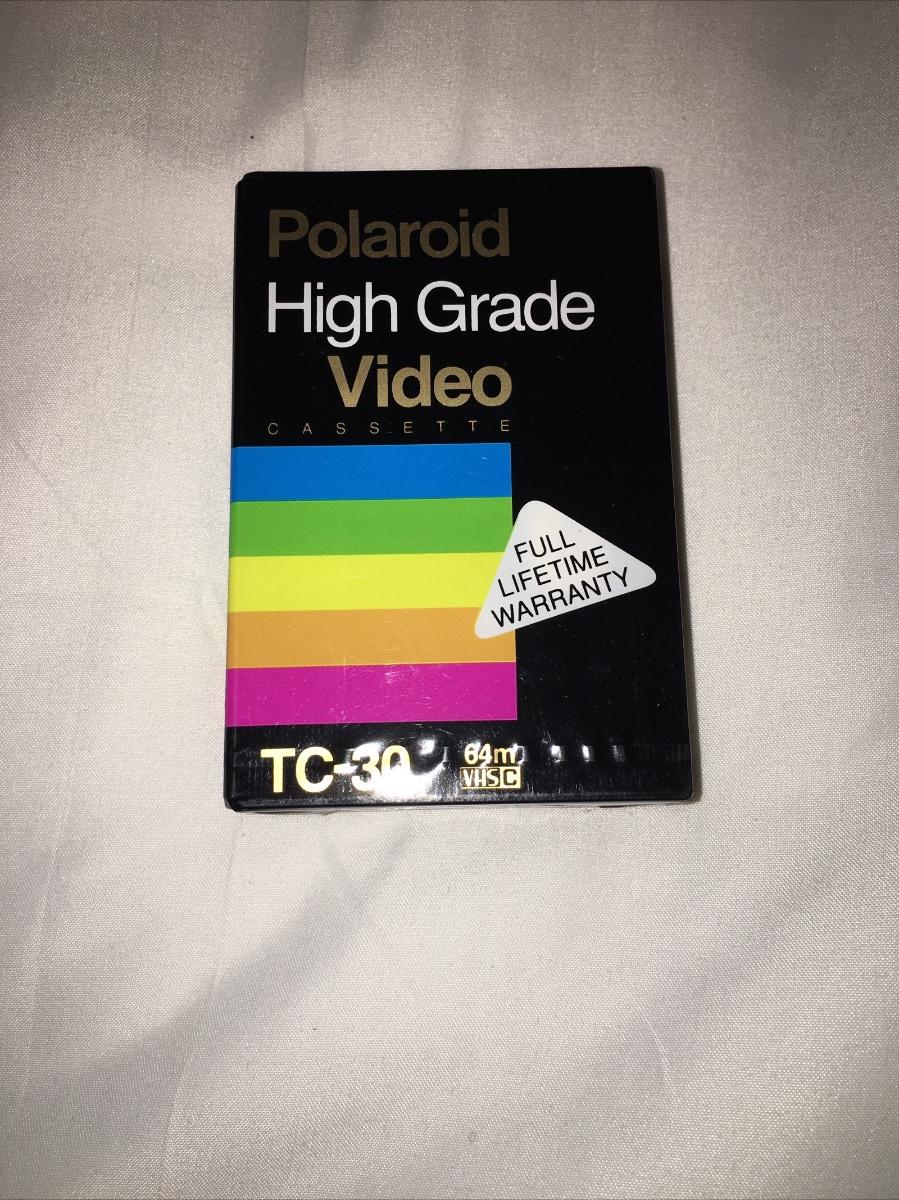 Polaroid
High Grade
Video
CASSETTE
FULL
LIFETIME
WARRANTY
TC-30 64m
VHS C